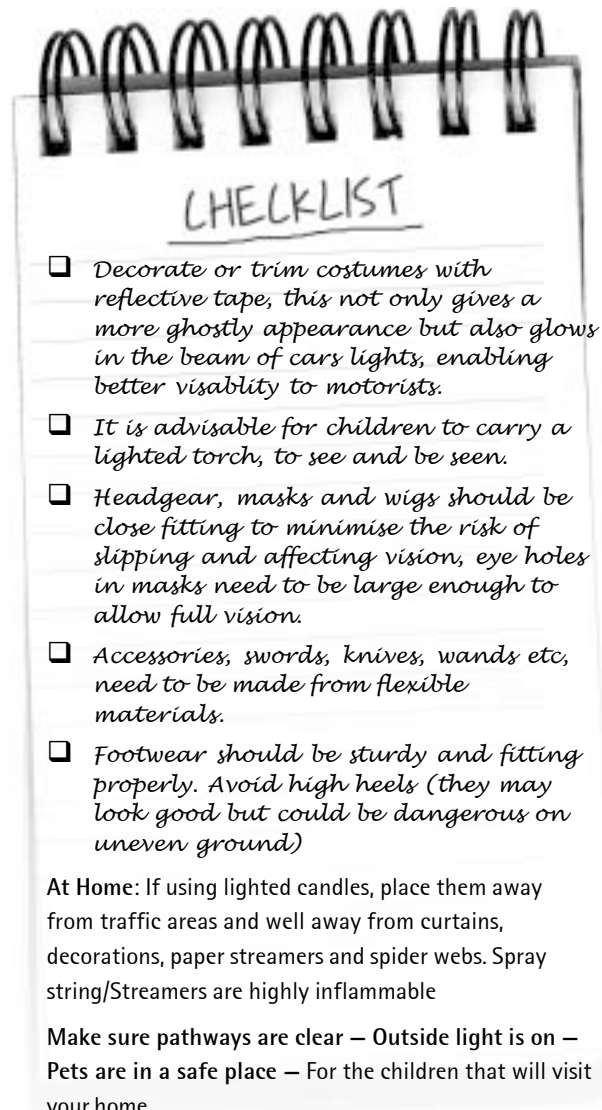 CHECKLIST
❑ Decorate or trim costumes with
reflective tape, this not only gives a
more ghostly appearance but also glows
in the beam of cars lights, enabling
better visablity to motorists.
❑ It is advisable for children to carry a
lighted torch, to see and be seen.
❑ Headgear, masks and wigs should be
close fitting to minimise the risk of
slipping and affecting vision, eye holes
in masks need to be large enough to
allow full vision.
❑ Accessories, swords, knives, wands etc,
need to be made from flexible
materials.
❑ Footwear should be sturdy and fitting
properly. Avoid high heels (they may
look good but could be dangerous on
uneven ground)
At Home: If using lighted candles, place them away
from traffic areas and well away from curtains,
decorations, paper streamers and spider webs. Spray
string/Streamers are highly inflammable
Make sure pathways are clear — Outside light is on —
Pets are in a safe place — For the children that will visit
your home